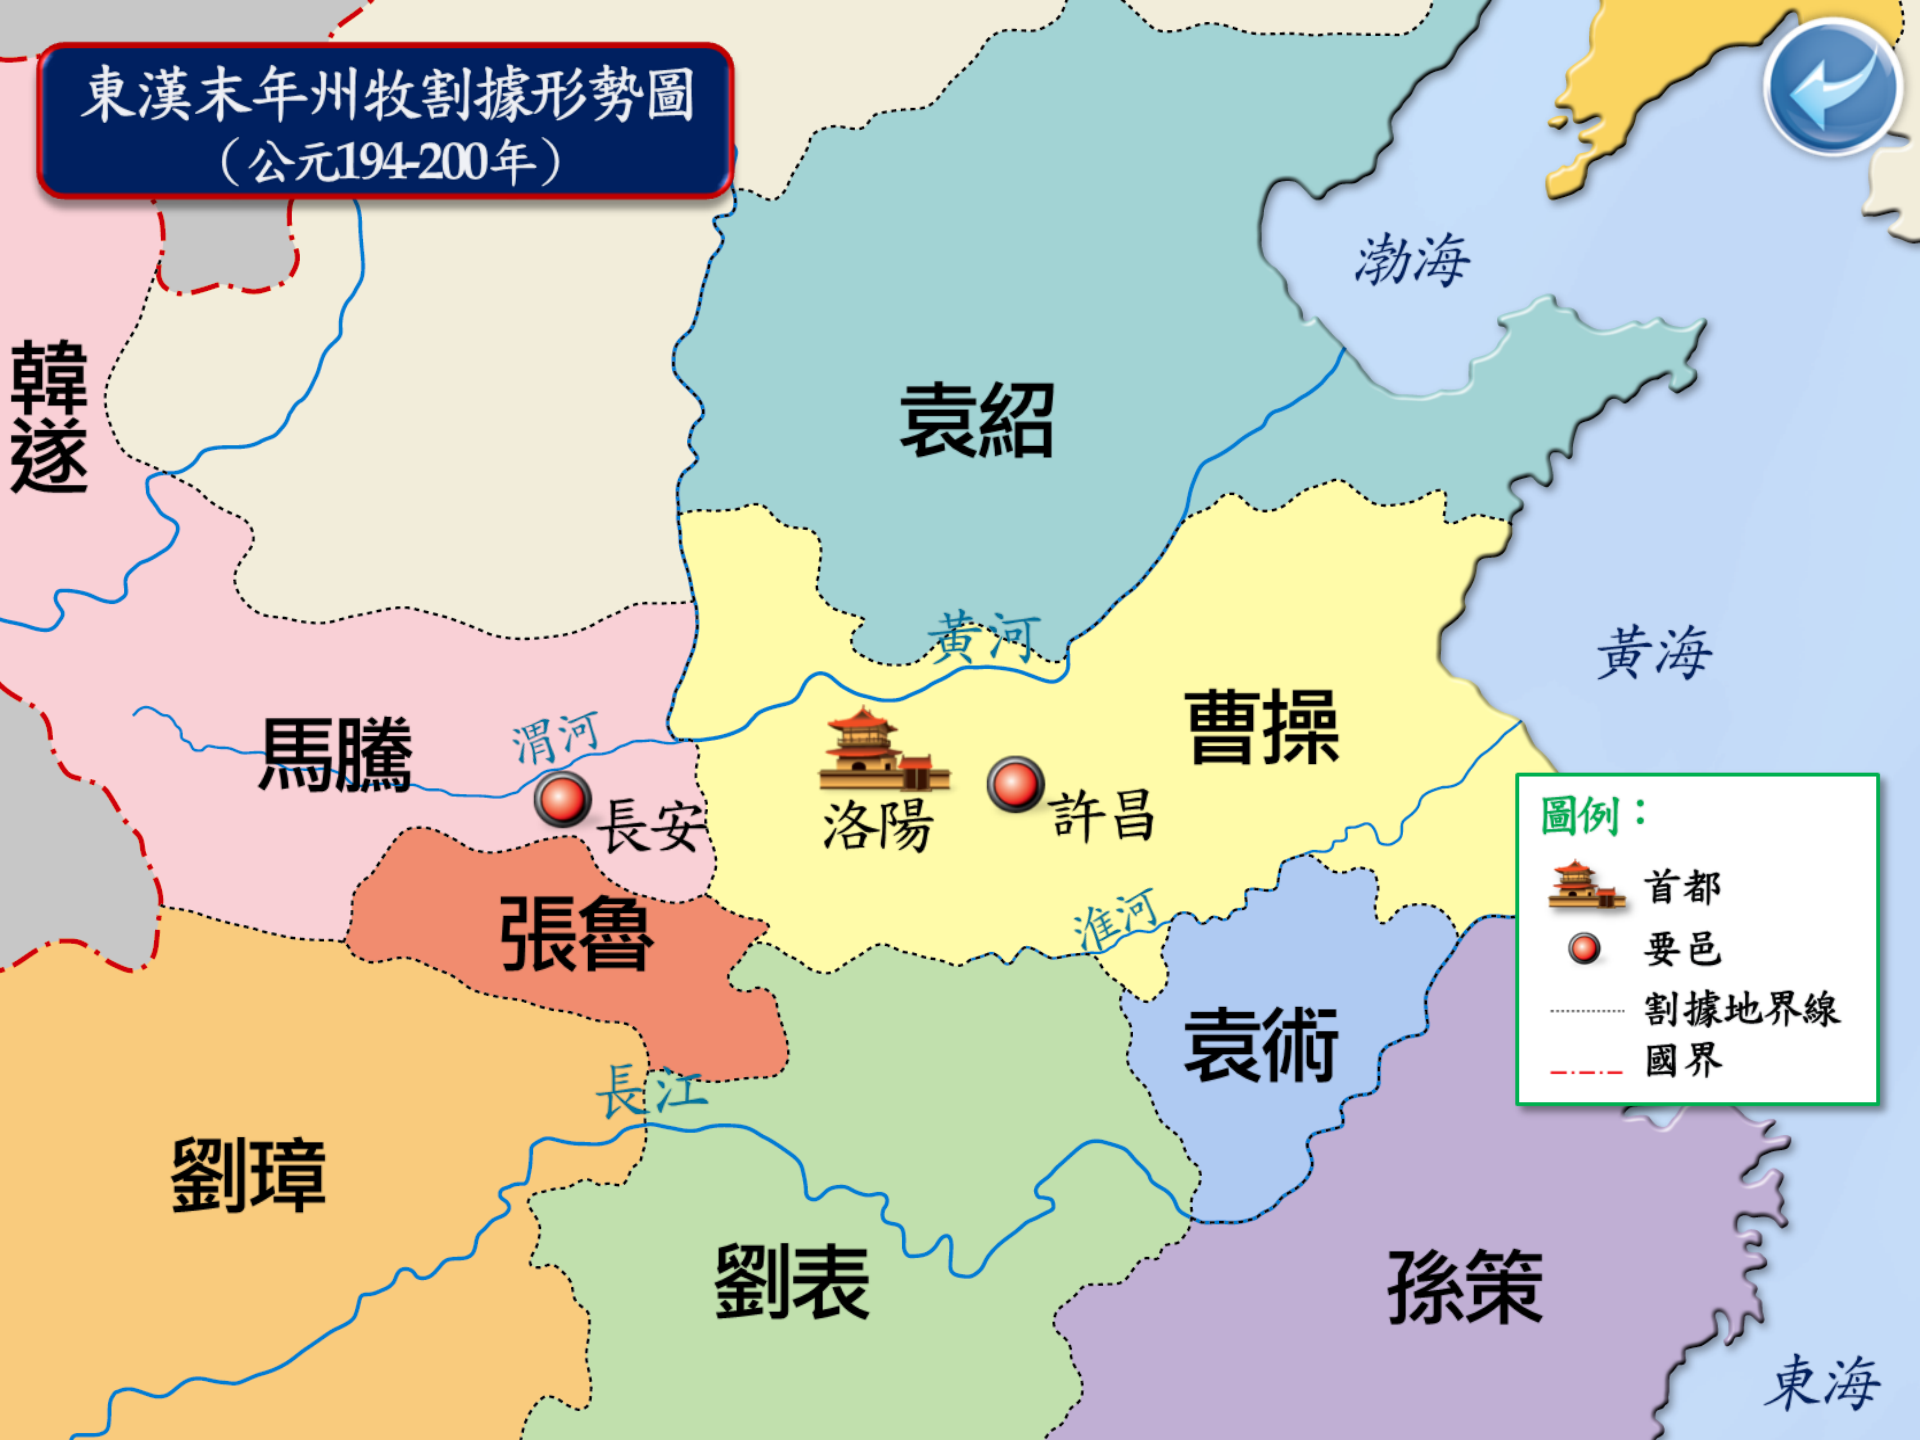 東漢末年州牧割據形勢圖
（公元194-200年）
渤海
韓遂
袁紹
黃河
黃海
曹操
馬騰
渭河
長安
洛陽
許昌
圖例：
首都
要邑
割據地界線
國界
張魯
淮河
袁術
長江
劉璋
劉表
孫策
東海